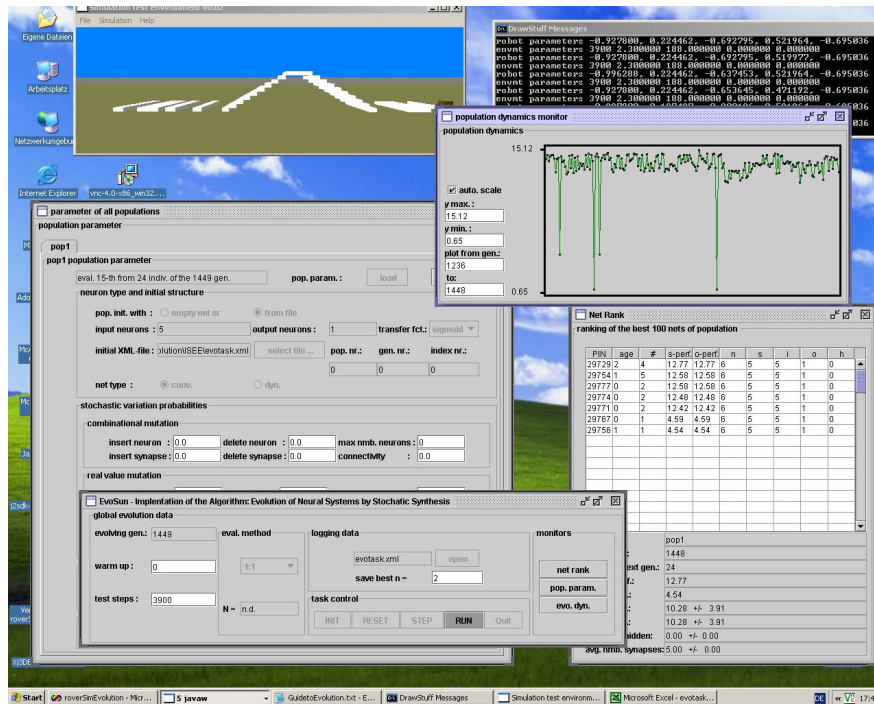 Simulation test environment v0.02
File Simulation Help
Eigene Dateien
Arbeitsplatz
Netzwerkumgebu
Internet Explorer
vnc-4.0-x86_win32....
DrawStuff Messages
robot parameters -0.927800, 0.224462, -0.692795, 0.521964, -0.695036
envmt parameters 3900 2.300000 188.000000 0.000000 0.000000
robot parameters -0.927800, 0.224462, -0.692795, 0.519977, -0.695036
envmt parameters 3900 2.300000 188.000000 0.000000 0.000000
robot parameters -0.996288, 0.224462, -0.637453, 0.521964, -0.695036
envmt parameters 3900 2.300000 188.000000 0.000000 0.000000
robot parameters -0.927800, 0.224462, -0.653645, 0.471192, -0.695036
envmt parameters 3900 2.300000 188.000000 0.000000 0.000000
population dynamics monitor
population dynamics
15.12
auto. scale
y max. :
15.12
y min. :
0.65
plot from gen.:
1236
to:
1448
0.65
parameter of all populations
population parameter
pop1
pop1 population parameter
eval. 15-th from 24 indiv. of the 1449 gen.
pop. param. :
load
neuron type and initial structure
pop. init. with : empty net or from file
input neurons : 5 output neurons : 1 transfer fct.: sigmoid
initial XML-file : olution\ISEE\evotask.xml select file ... pop. nr.: gen. nr.: index nr.:
0 0 0
net type : conv. dyn.
stochastic variation probabilities
combinational mutation
insert neuron : 0.0 delete neuron : 0.0 max nmb. neurons : 0
insert synapse : 0.0 delete synapse : 0.0 connectivity : 0.0
real value mutation
Net Rank
ranking of the best 100 nets of population
PIN age # s-perf. o-perf. n s i o h
29729 2 4 12.77 12.77 6 5 5 1 0
29754 1 5 12.58 12.58 6 5 5 1 0
29777 0 2 12.58 12.58 6 5 5 1 0
29774 0 2 12.48 12.48 6 5 5 1 0
29771 0 2 12.42 12.42 6 5 5 1 0
29767 0 1 4.59 4.59 6 5 5 1 0
29756 1 1 4.54 4.54 6 5 5 1 0
pop1
1448
ext gen.: 24
12.77
4.54
10.28 +/- 3.91
10.28 +/- 3.91
idden: 0.00 +/- 0.00
avg. nmb. synapses: 5.00 +/- 0.00
EvoSun - Implentation of the Algorithm: Evolution of Neural Systems by Stochatic Synthesis
global evolution data
evolving gen.: 1449
warm up : 0
test steps : 3900
eval. method
1:1
N = n.d.
logging data
evotask.xml open
save best n = 2
task control
INIT RESET STEP RUN Quit
monitors
net rank
pop. param.
evo. dyn.
Start
roverSimEvolution - Micr...
5 javaw
GuidetoEvolution.txt - E...
DrawStuff Messages
Simulation test environm...
Microsoft Excel - evotask...
DE